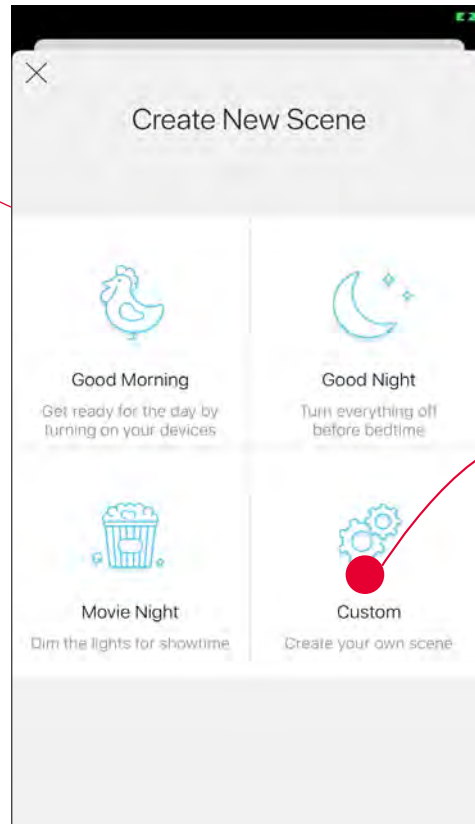 Create New Scene
Good Morning
Get ready for the day by
turning on your devices
Good Night
Turn everything off
before bedtime
Movie Night
Dim the lights for showtime
Custom
Create your own scene